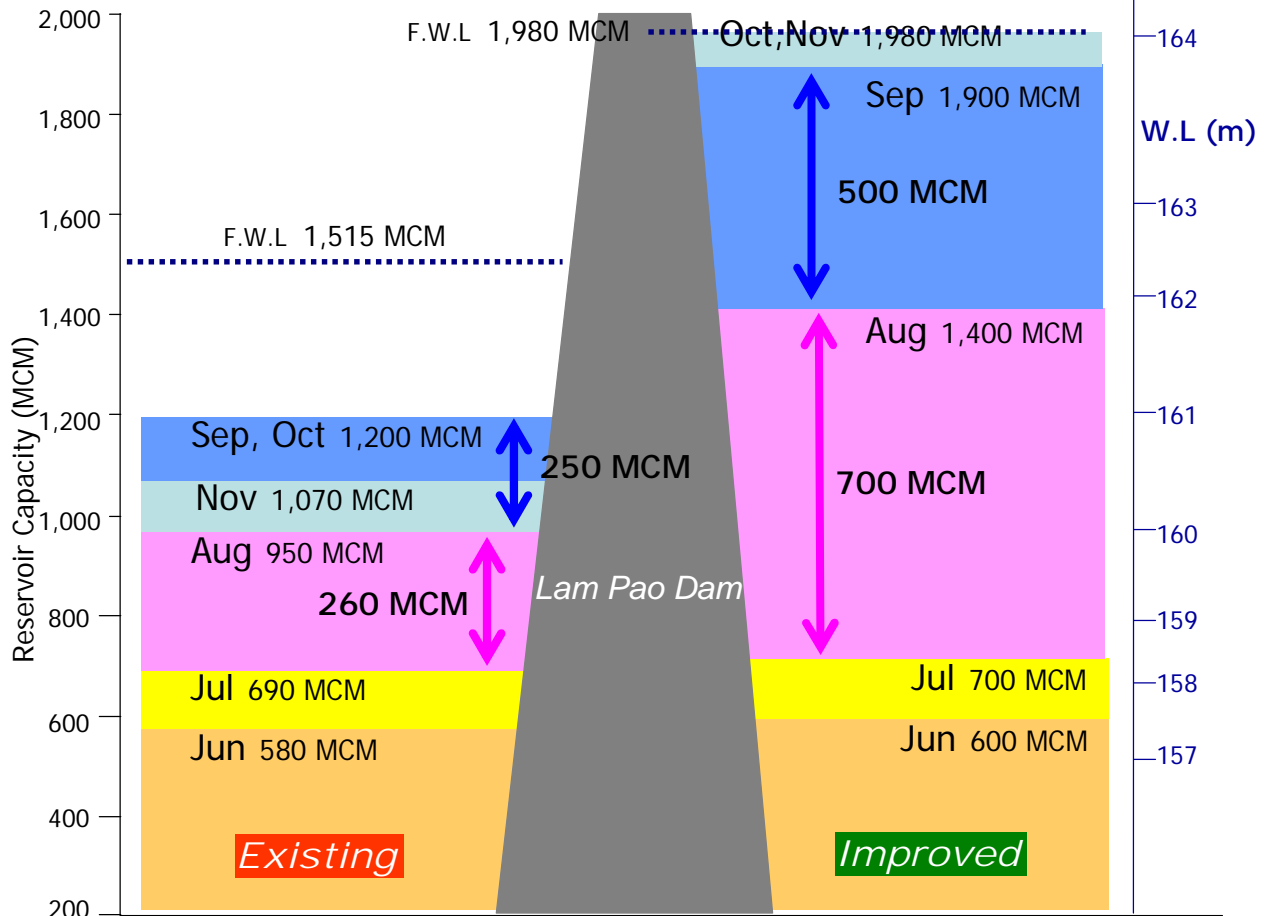 2,000
1,800
1,600
1,400
1,200
1,000
800
600
400
200
Reservoir Capacity (MCM)
F.W.L 1,980 MCM
F.W.L 1,515 MCM
Sep, Oct 1,200 MCM
250 MCM
Nov 1,070 MCM
Aug 950 MCM
260 MCM
Jul 690 MCM
Jun 580 MCM
Existing
Lam Pao Dam
Oct,Nov 1,980 MCM
Sep 1,900 MCM
500 MCM
Aug 1,400 MCM
700 MCM
Jul 700 MCM
Jun 600 MCM
Improved
W.L (m)
164
163
162
161
160
159
158
157